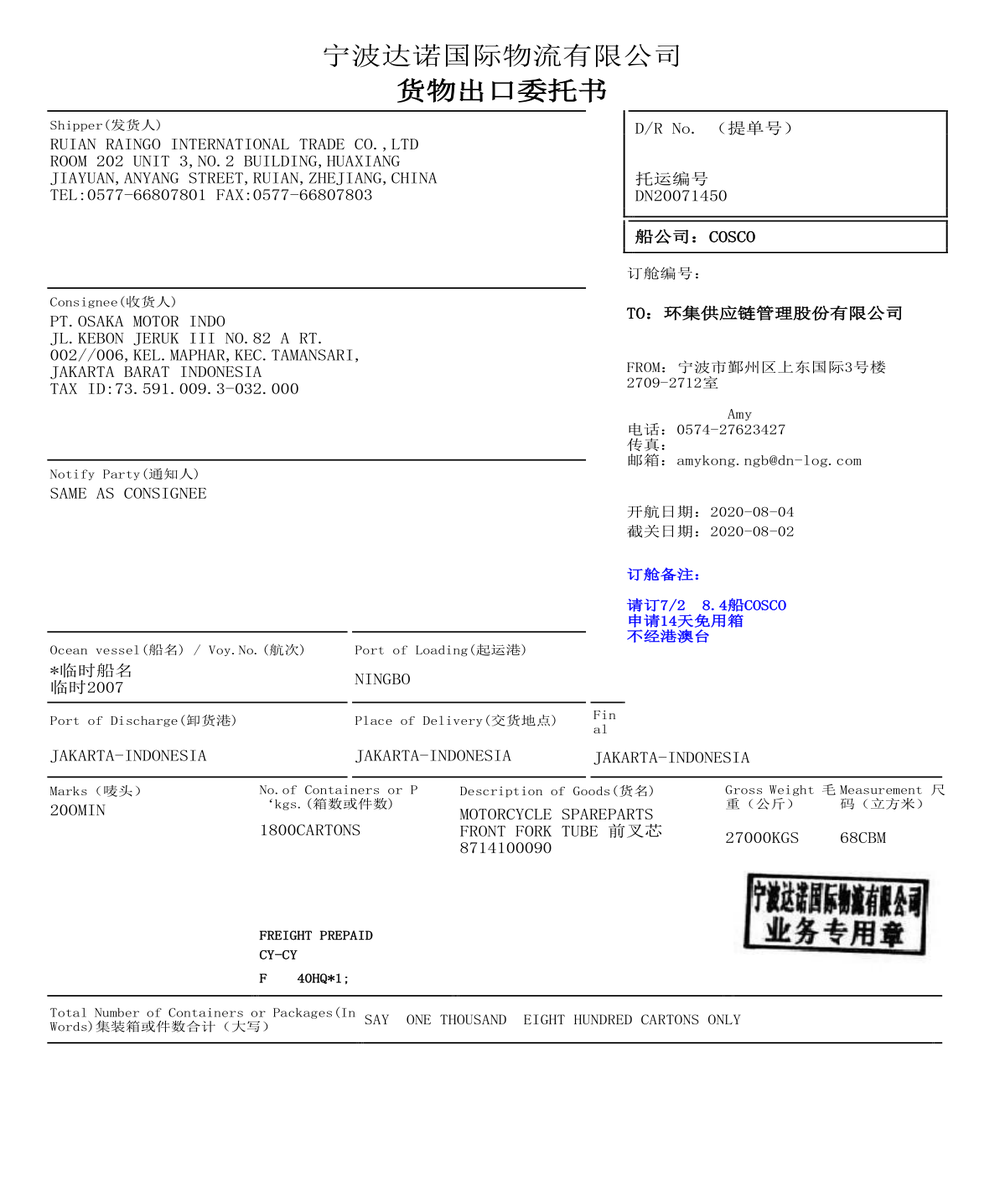 宁波达诺国际物流有限公司
货物出口委托书
Shipper(发货人)
RUIAN RAINGO INTERNATIONAL TRADE CO.,LTD
ROOM 202 UNIT 3,NO.2 BUILDING,HUAXIANG
JIAYUAN,ANYANG STREET,RUIAN,ZHEJIANG,CHINA
TEL:0577-66807801 FAX:0577-66807803
D/R No. （提单号）
托运编号
DN20071450
船公司：COSCO
订舱编号：
TO：环集供应链管理股份有限公司
FROM：宁波市鄞州区上东国际3号楼
2709-2712室
Amy
电话：0574-27623427
传真：
邮箱：amykong.ngb@dn-log.com
开航日期：2020-08-04
截关日期：2020-08-02
订舱备注：
请订7/2 8.4船COSCO
申请14天免用箱
不经港澳台
Consignee(收货人)
PT.OSAKA MOTOR INDO
JL.KEBON JERUK III NO.82 A RT.
002//006,KEL.MAPHAR,KEC.TAMANSARI,
JAKARTA BARAT INDONESIA
TAX ID:73.591.009.3-032.000
Notify Party(通知人)
SAME AS CONSIGNEE
Ocean vessel(船名) / Voy.No.(航次)
*临时船名
临时2007
Port of Loading(起运港)
NINGBO
Port of Discharge(卸货港)
JAKARTA-INDONESIA
Place of Delivery(交货地点)
JAKARTA-INDONESIA
Fin
al
JAKARTA-INDONESIA
Marks（唛头）
200MIN
No.of Containers or P
‘kgs.(箱数或件数)
1800CARTONS
Description of Goods(货名)
MOTORCYCLE SPAREPARTS
FRONT FORK TUBE 前叉芯
8714100090
Gross Weight 毛
重（公斤）
27000KGS
Measurement 尺
码（立方米）
68CBM
宁波达诺国际物流有限公司
业务专用章
FREIGHT PREPAID
CY-CY
F 40HQ*1;
Total Number of Containers or Packages(In
Words)集装箱或件数合计（大写）
SAY ONE THOUSAND EIGHT HUNDRED CARTONS ONLY